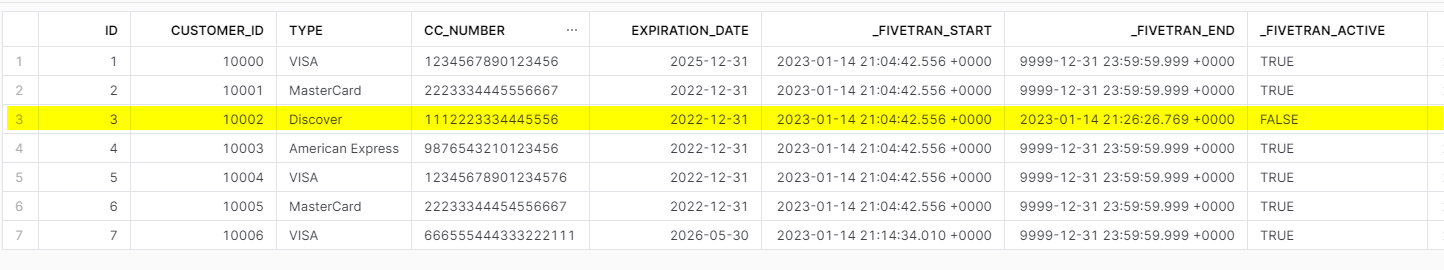 ID CUSTOMER_ID TYPE CC_NUMBER ··· EXPIRATION_DATE _FIVETRAN_START _FIVETRAN_END _FIVETRAN_ACTIVE
1 1 10000 VISA 1234567890123456 2025-12-31 2023-01-14 21:04:42.556 +0000 9999-12-31 23:59:59.999 +0000 TRUE
2 2 10001 MasterCard 2223334445556667 2022-12-31 2023-01-14 21:04:42.556 +0000 9999-12-31 23:59:59.999 +0000 TRUE
3 3 10002 Discover 1112223334445556 2022-12-31 2023-01-14 21:04:42.556 +0000 2023-01-14 21:26:26.769 +0000 FALSE
4 4 10003 American Express 9876543210123456 2022-12-31 2023-01-14 21:04:42.556 +0000 9999-12-31 23:59:59.999 +0000 TRUE
5 5 10004 VISA 12345678901234576 2022-12-31 2023-01-14 21:04:42.556 +0000 9999-12-31 23:59:59.999 +0000 TRUE
6 6 10005 MasterCard 22233344454556667 2022-12-31 2023-01-14 21:04:42.556 +0000 9999-12-31 23:59:59.999 +0000 TRUE
7 7 10006 VISA 666555444333222111 2026-05-30 2023-01-14 21:14:34.010 +0000 9999-12-31 23:59:59.999 +0000 TRUE